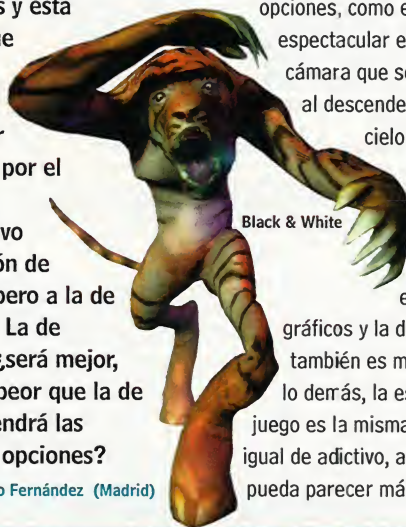 s y esta
ue
r
por el
vo
ón de
pero a la de
La de
¿será mejor,
peor que la de
endrá las
opciones?
o Fernández (Madrid)
Black & White
opciones, como e
espectacular e
cámara que se
al descende
cielo
e
gráficos y la d
también es m
lo demás, la es
juego es la misma
igual de adictivo, a
pueda parecer má